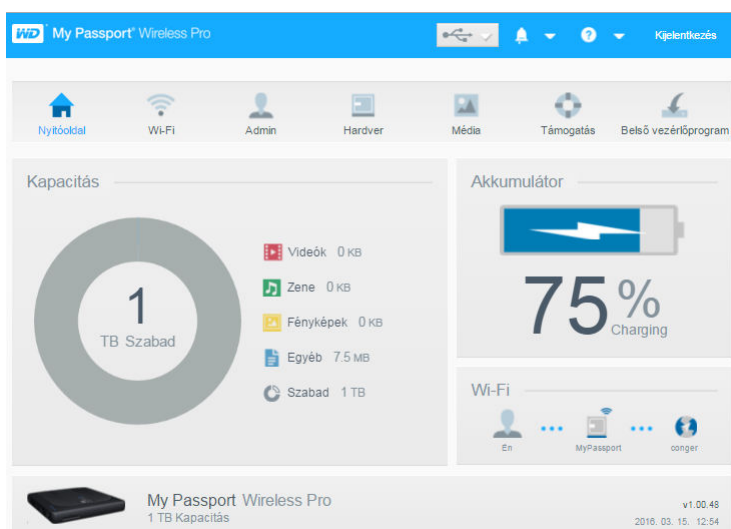 WD My Passport® Wireless Pro
Kijelentkezés
Nyitóoldal
Wi-Fi
Admin
Hardver
Média
Támogatás
Belső vezérlőprogram
Kapacitás
1
TB Szabad
Videók 0 KB
Zene 0 KB
Fényképek 0 KB
Egyéb 7.5 MB
Szabad 1 TB
Akkumulátor
75%
Charging
Wi-Fi
Én
MyPassport
conger
My Passport Wireless Pro
1 TB Kapacitás
v1.00.48
2016. 03. 15. 12:54